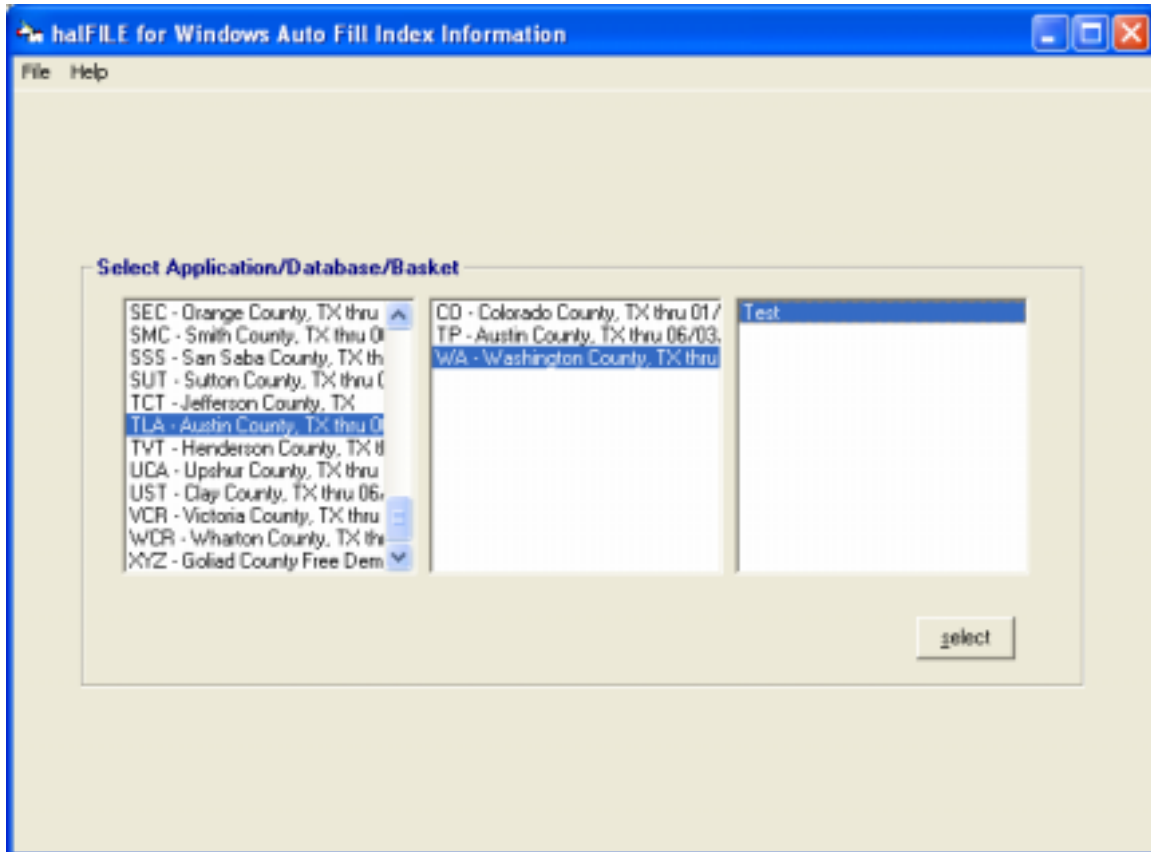 halFILE for Windows Auto Fill Index Information
File Help
Select Application/Database/Basket
SEC - Orange County, TX thru
SMC - Smith County, TX thru 0
SSS - San Saba County, TX th
SUT - Sutton County, TX thru
TCT - Jefferson County, TX
TLA - Austin County, TX thru 0
TVT - Henderson County, TX
UCA - Upshur County, TX thru
UST - Clay County, TX thru 06
VCR - Victoria County, TX thru
WCR - Wharton County, TX th
XYZ - Goliad County Free Dem
CO - Colorado County, TX thru 01/
TP - Austin County, TX thru 06/03
WA - Washington County, TX thru
Test
select